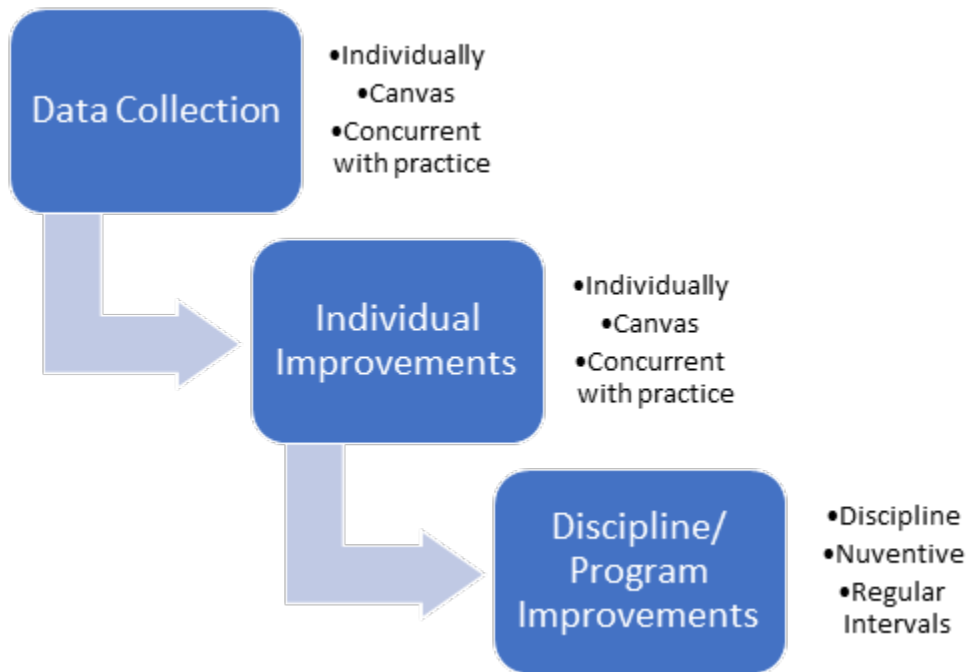 Data Collection
•Individually
•Canvas
•Concurrent
with practice
Individual
Improvements
•Individually
•Canvas
•Concurrent
with practice
Discipline/
Program
Improvements
•Discipline
•Nuventive
•Regular
Intervals